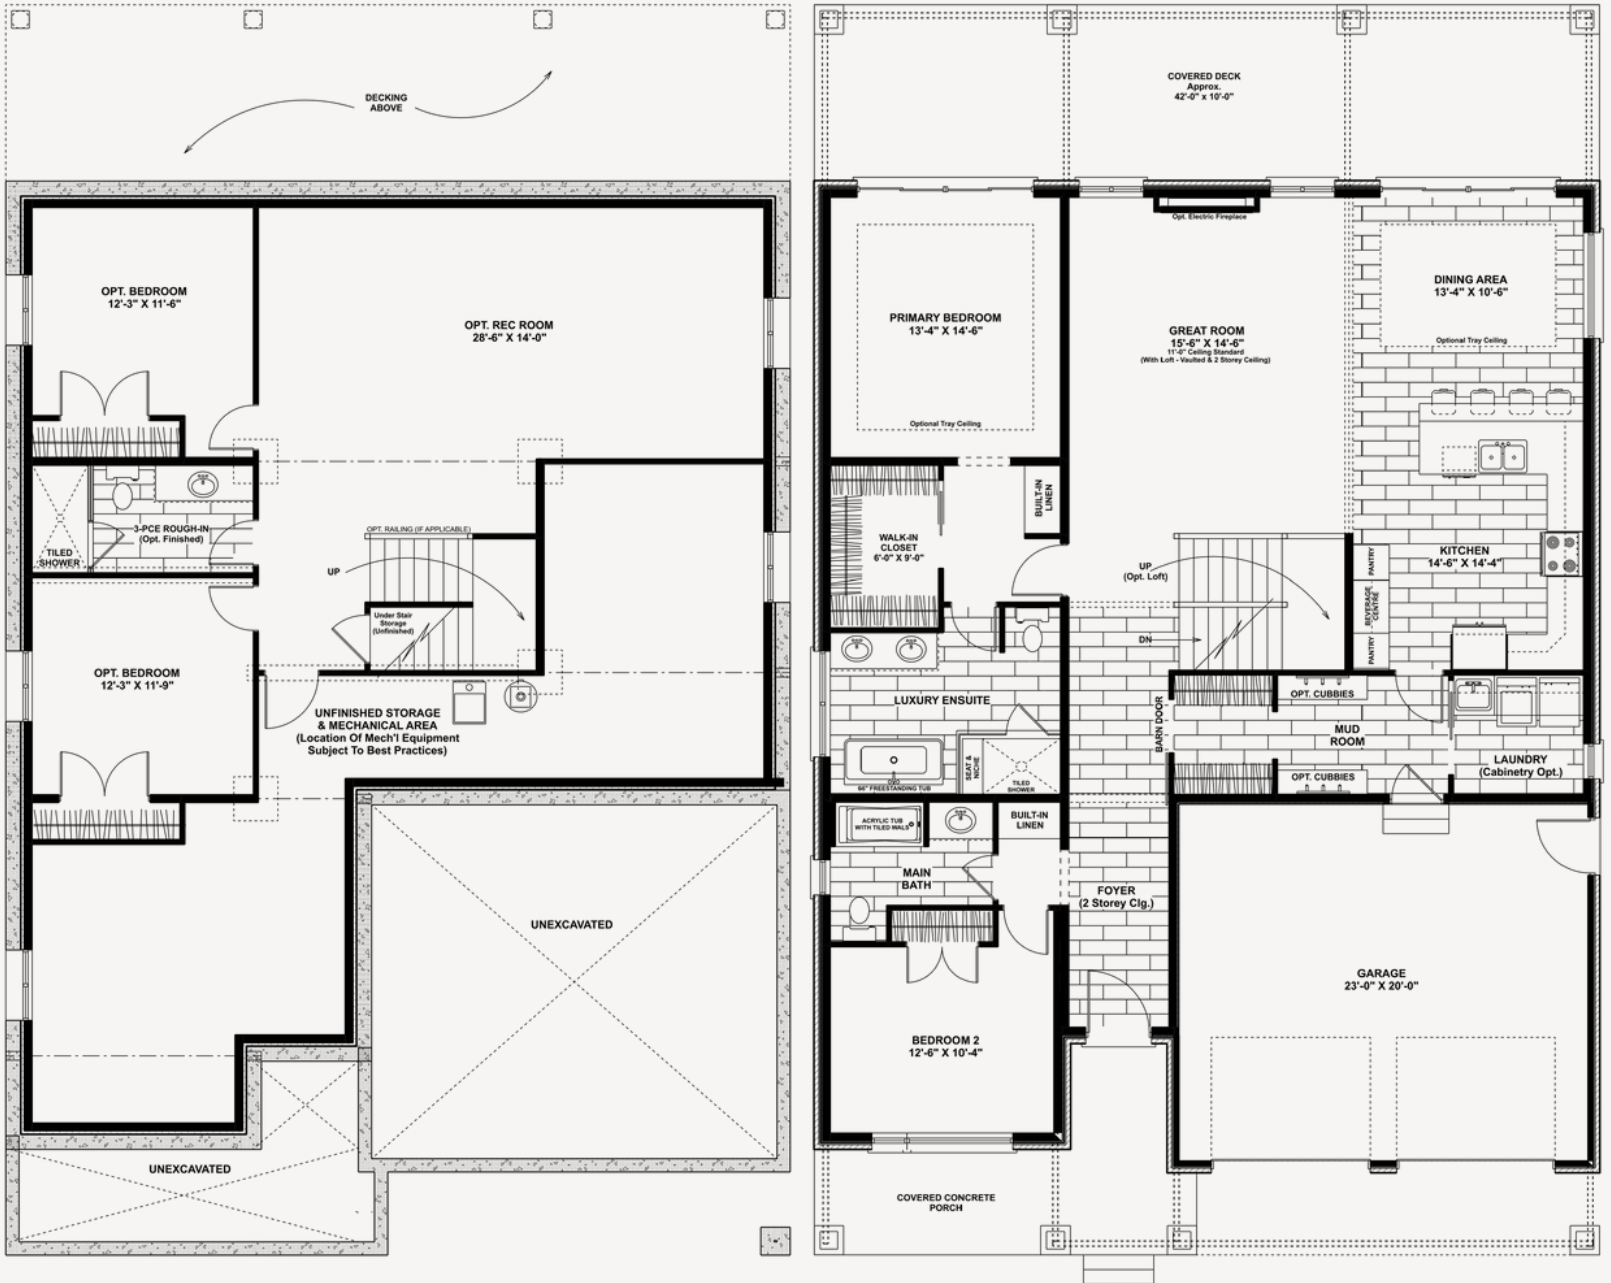 DECKING
ABOVE
OPT. BEDROOM
12'-3" X 11'-6"
OPT. REC ROOM
28'-6" X 14'-0"
3-PCE ROUGH-IN
(Opt. Finished)
TILED
SHOWER
OPT. RAILING (IF APPLICABLE)
UP
Under Stair
Storage
(Unfinished)
OPT. BEDROOM
12'-3" X 11'-9"
UNFINISHED STORAGE
& MECHANICAL AREA
(Location Of Mech'l Equipment
Subject To Best Practices)
UNEXCAVATED
UNEXCAVATED
COVERED DECK
Approx.
42'-0" x 10'-0"
Opt. Electric Fireplace
PRIMARY BEDROOM
13'-4" X 14'-6"
Optional Tray Ceiling
GREAT ROOM
15'-6" X 14'-6"
11'-0" Ceiling Standard
(With Loft - Vaulted & 2 Storey Ceiling)
DINING AREA
13'-4" X 10'-6"
Optional Tray Ceiling
BUILT-IN
LINEN
WALK-IN
CLOSET
6'-0" X 9'-0"
UP
(Opt. Loft)
DN
PANTRY
BEVERAGE
CENTRE
PANTRY
KITCHEN
14'-6" X 14'-4"
LUXURY ENSUITE
BARN DOOR
OPT. CUBBIES
MUD
ROOM
OPT. CUBBIES
LAUNDRY
(Cabinetry Opt.)
SEAT &
NICHE
TILED
SHOWER
66" FREESTANDING TUB
ACRYLIC TUB
WITH TILED WALS
BUILT-IN
LINEN
MAIN
BATH
FOYER
(2 Storey Clg.)
GARAGE
23'-0" X 20'-0"
BEDROOM 2
12'-6" X 10'-4"
COVERED CONCRETE
PORCH